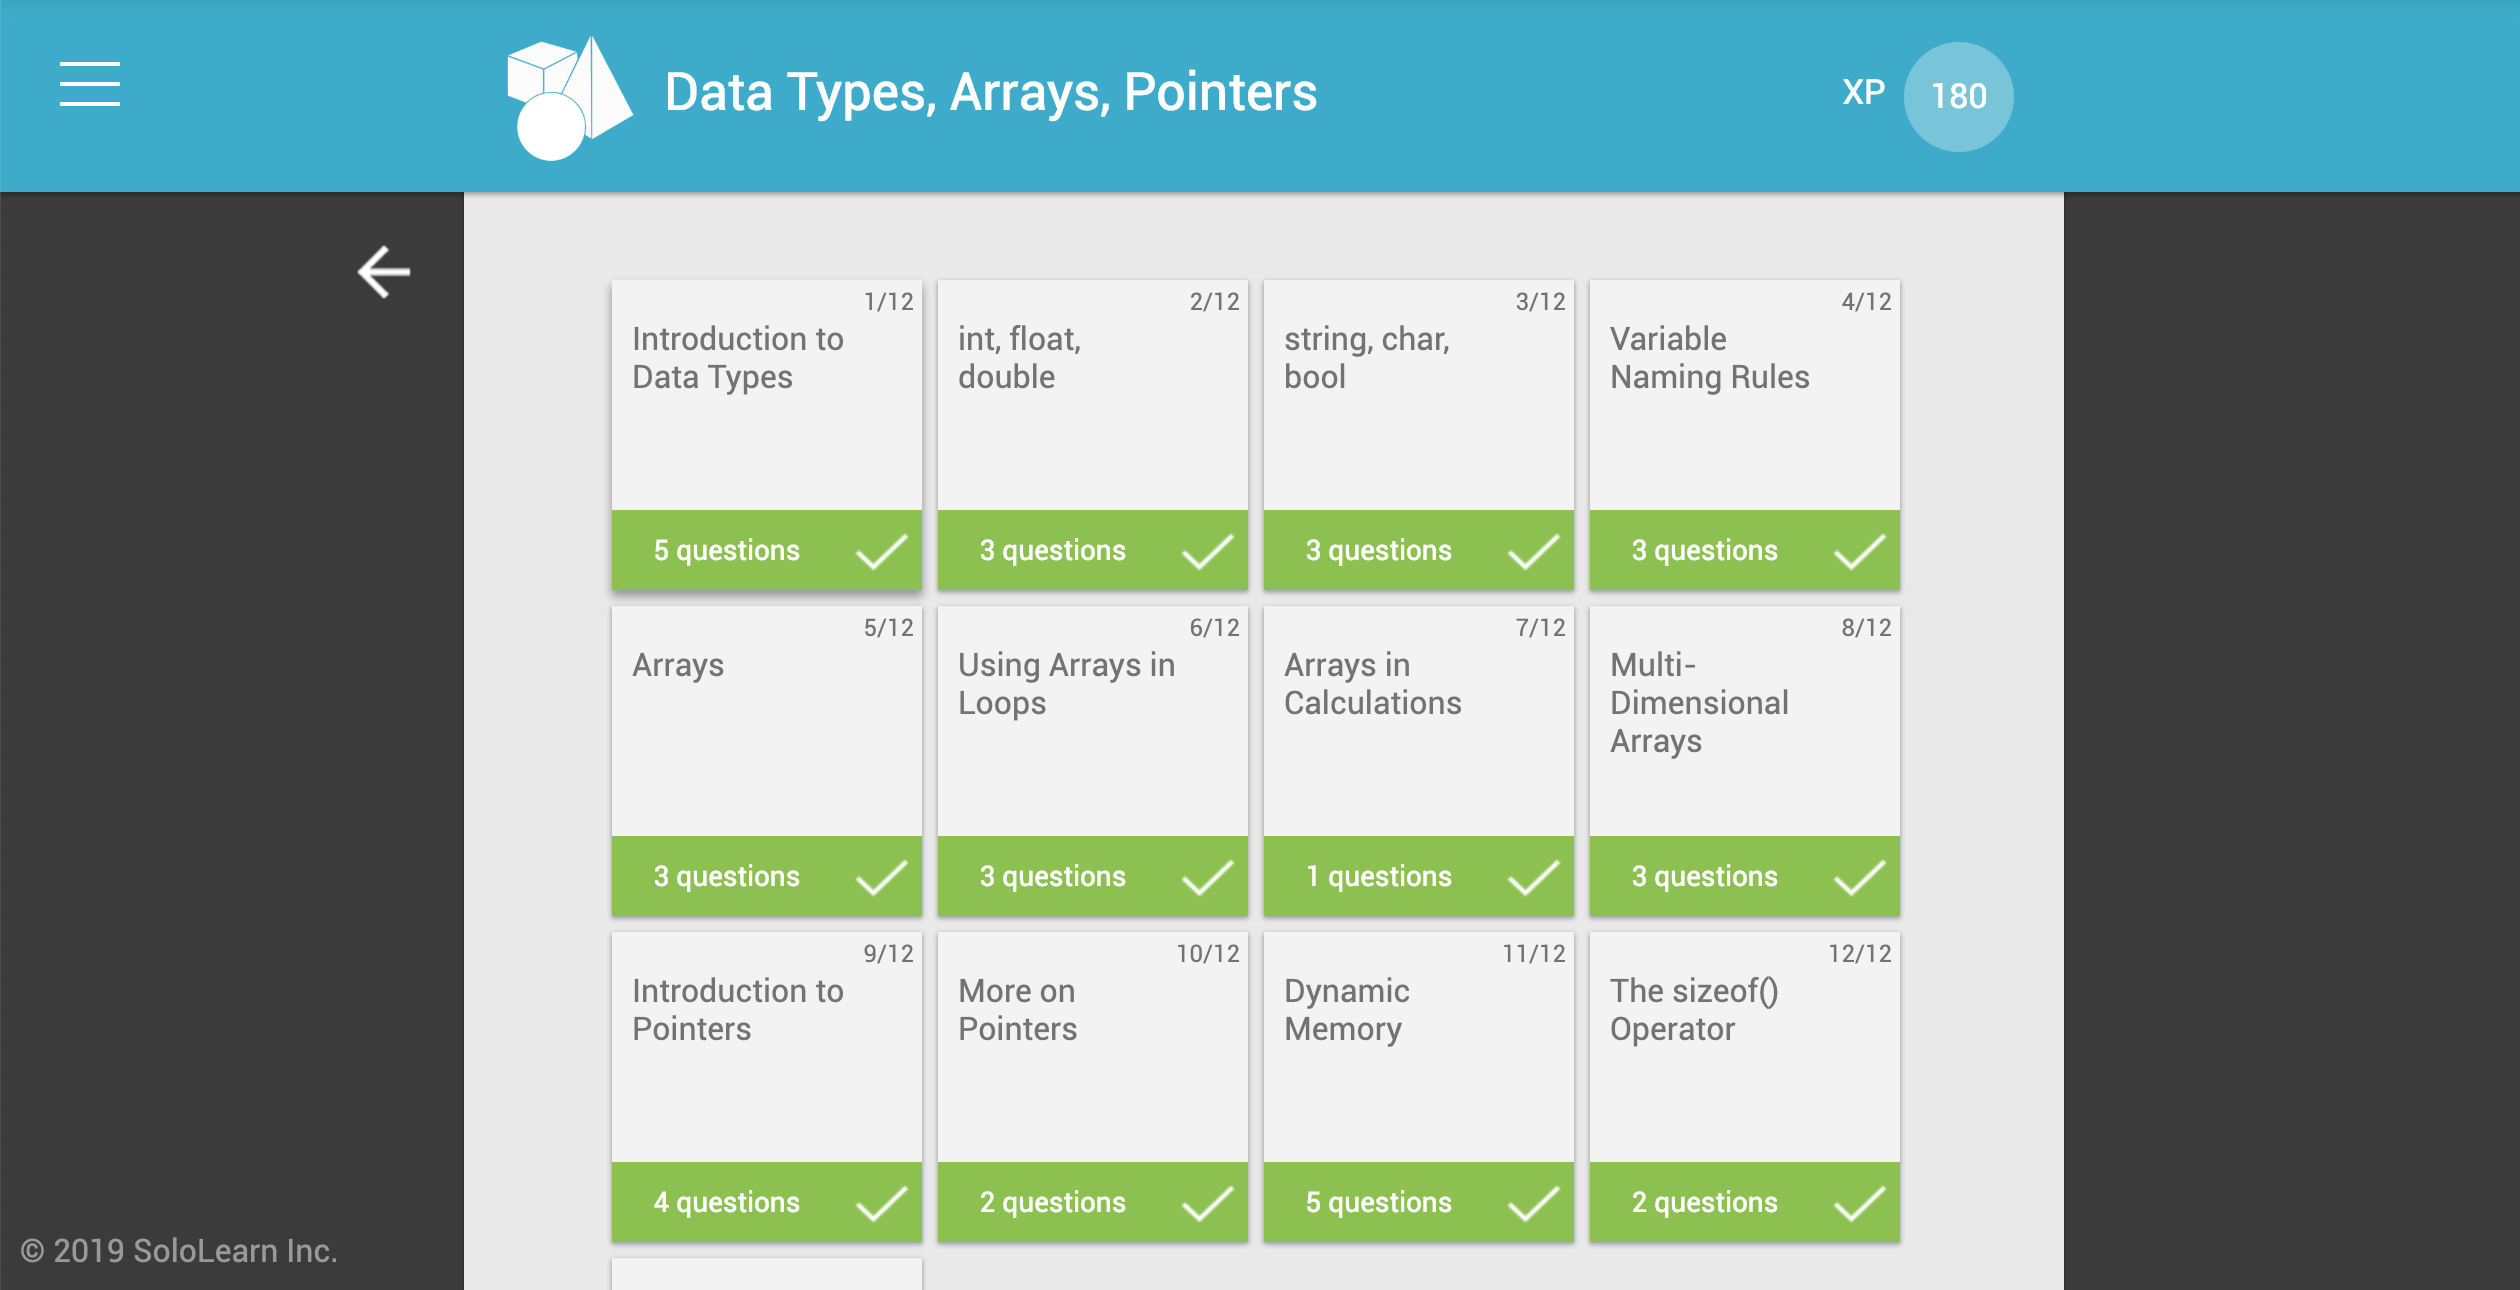 Data Types, Arrays, Pointers
XP 180
1/12
Introduction to
Data Types
5 questions
2/12
int, float,
double
3 questions
3/12
string, char,
bool
3 questions
4/12
Variable
Naming Rules
3 questions
5/12
Arrays
3 questions
6/12
Using Arrays in
Loops
3 questions
7/12
Arrays in
Calculations
1 questions
8/12
Multi-
Dimensional
Arrays
3 questions
9/12
Introduction to
Pointers
4 questions
10/12
More on
Pointers
2 questions
11/12
Dynamic
Memory
5 questions
12/12
The sizeof()
Operator
2 questions
© 2019 SoloLearn Inc.